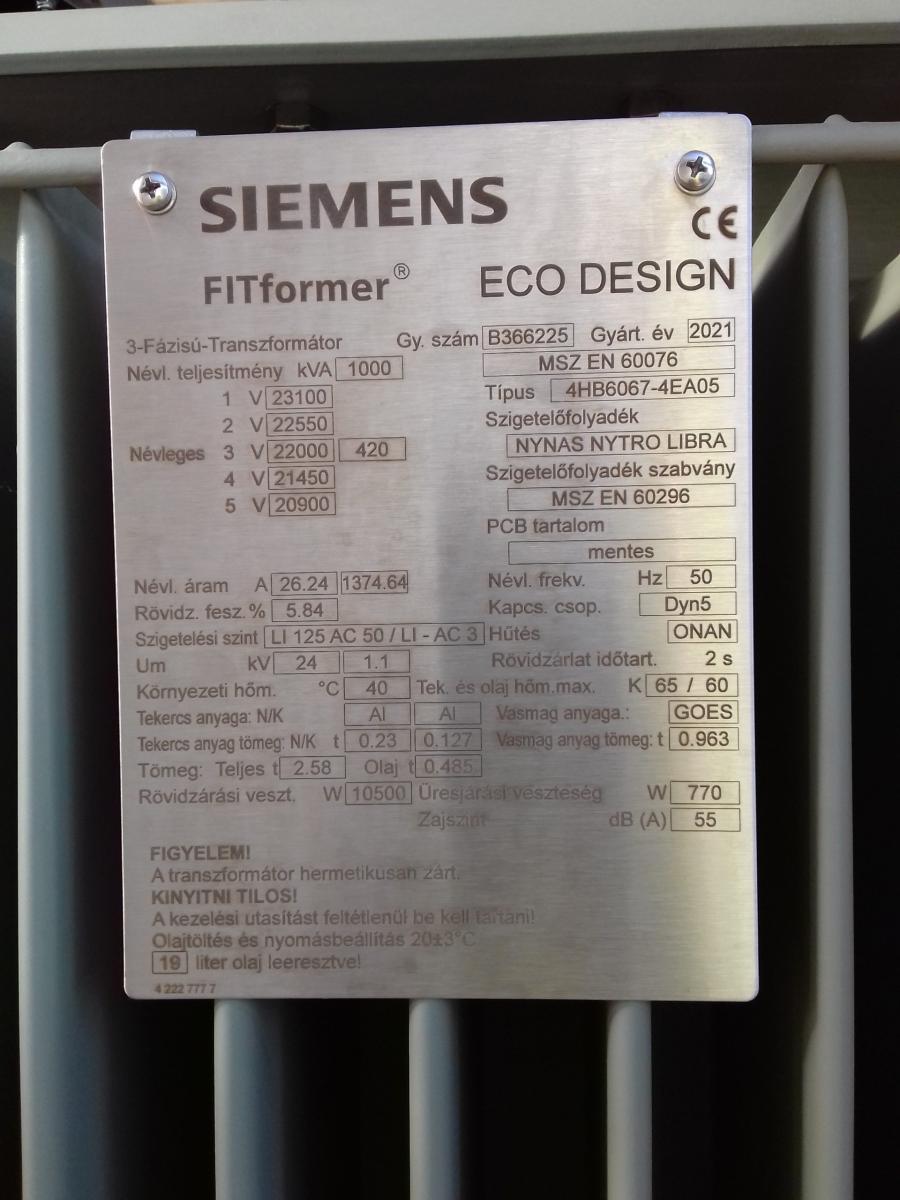 SIEMENS
CE
FITformer® ECO DESIGN
3-Fázisú-Transzformátor Gy. szám B366225 Gyárt. év 2021
Névl. teljesítmény kVA 1000 MSZ EN 60076
1 V 23100 Típus 4HB6067-4EA05
2 V 22550 Szigetelőfolyadék
Névleges 3 V 22000 420 NYNAS NYTRO LIBRA
4 V 21450 Szigetelőfolyadék szabvány
5 V 20900 MSZ EN 60296
PCB tartalom
mentes
Névl. áram A 26.24 1374.64 Névl. frekv. Hz 50
Rövidz. fesz. % 5.84 Kapcs. csop. Dyn5
Szigetelési szint LI 125 AC 50 / LI - AC 3 Hűtés ONAN
Um kV 24 1.1 Rövidzárlat időtart. 2 s
Környezeti hőm. °C 40 Tek. és olaj hőm.max. K 65 / 60
Tekercs anyaga: N/K Al Al Vasmag anyaga.: GOES
Tekercs anyag tömeg: N/K t 0.23 0.127 Vasmag anyag tömeg: t 0.963
Tömeg: Teljes t 2.58 Olaj t 0.485
Rövidzárási veszt. W 10500 Üresjárási veszteség W 770
Zajszint dB (A) 55
FIGYELEM!
A transzformátor hermetikusan zárt.
KINYITNI TILOS!
A kezelési utasítást feltétlenül be kell tartani!
Olajtöltés és nyomásbeállítás 20±3°C
19 liter olaj leeresztve!
4 222 777 7